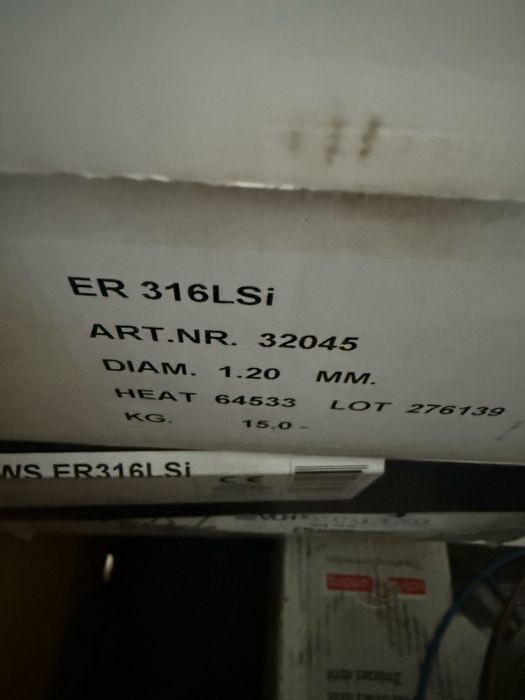 ER 316LSi
ART.NR. 32045
DIAM. 1.20 MM.
HEAT 64533 LOT 276139
KG. 15.0-
WS ER316LSi
CE